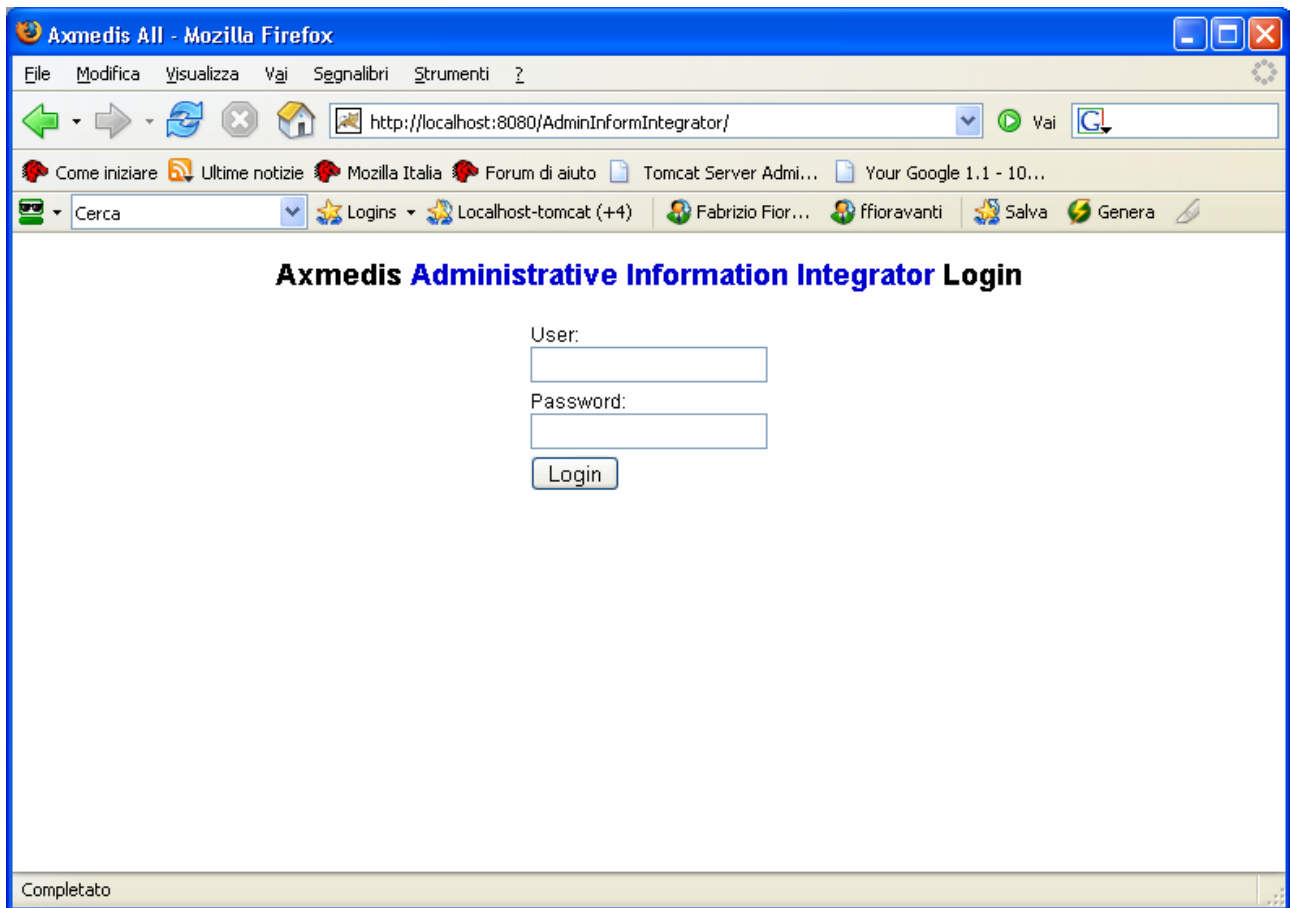 Axmedis AII - Mozilla Firefox
File Modifica Visualizza Vai Segnalibri Strumenti ?
http://localhost:8080/AdminInformIntegrator/ Vai G
Come iniziare Ultime notizie Mozilla Italia Forum di aiuto Tomcat Server Admi... Your Google 1.1 - 10...
Cerca Logins Localhost-tomcat (+4) Fabrizio Fior... ffioravanti Salva Genera
Axmedis Administrative Information Integrator Login
User:
Password:
Login
Completato